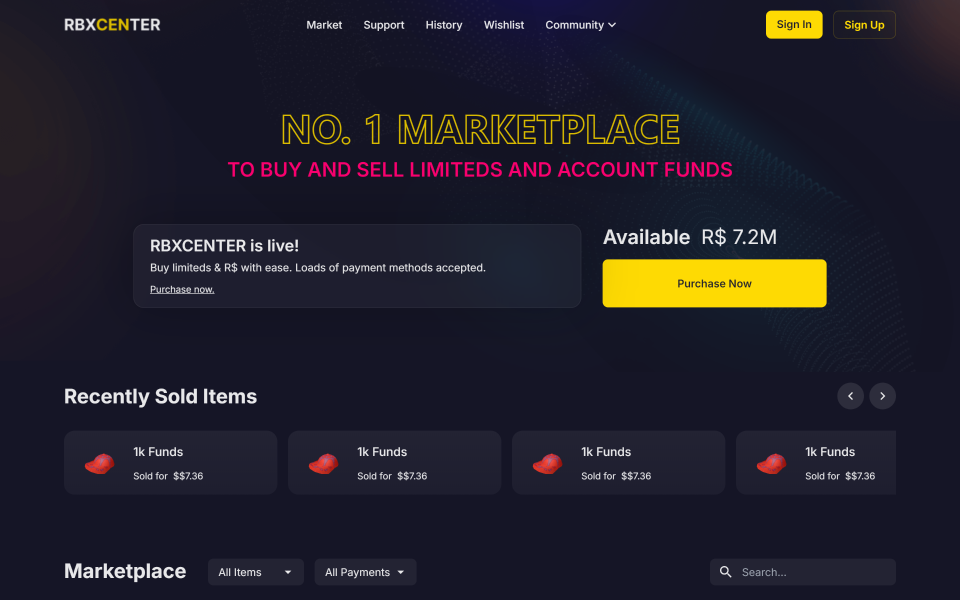 RBXCENTER
Market Support History Wishlist Community
Sign In Sign Up
NO. 1 MARKETPLACE
TO BUY AND SELL LIMITEDS AND ACCOUNT FUNDS
RBXCENTER is live!
Buy limiteds & R$ with ease. Loads of payment methods accepted.
Purchase now.
Available R$ 7.2M
Purchase Now
Recently Sold Items
1k Funds
Sold for $$7.36
1k Funds
Sold for $$7.36
1k Funds
Sold for $$7.36
1k Funds
Sold for $$7.36
Marketplace
All Items
All Payments
Search...